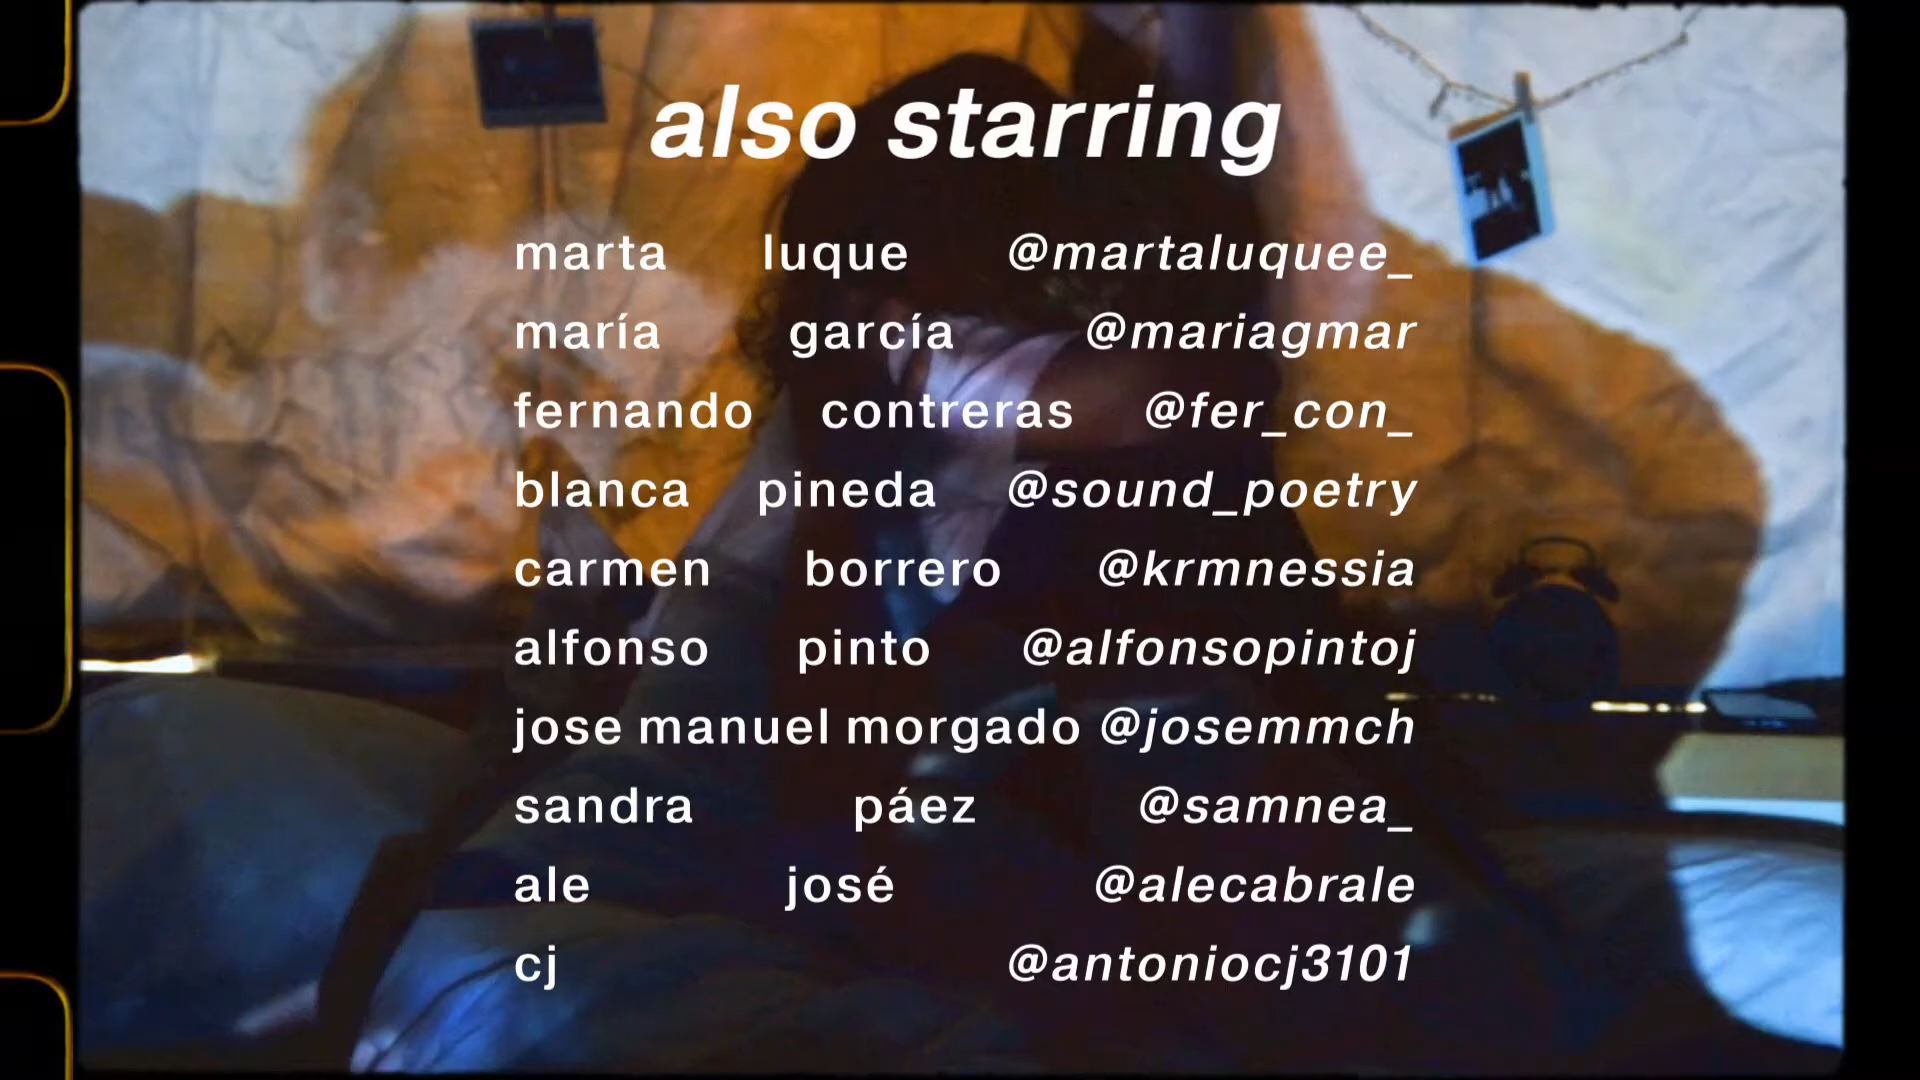 also starring
marta luque @martaluquee_
maría garcía @mariagmar
fernando contreras @fer_con_
blanca pineda @sound_poetry
carmen borrero @krmnessia
alfonso pinto @alfonsopintoj
jose manuel morgado @josemmch
sandra páez @samnea_
ale josé @alecabrale
cj @antoniocj3101